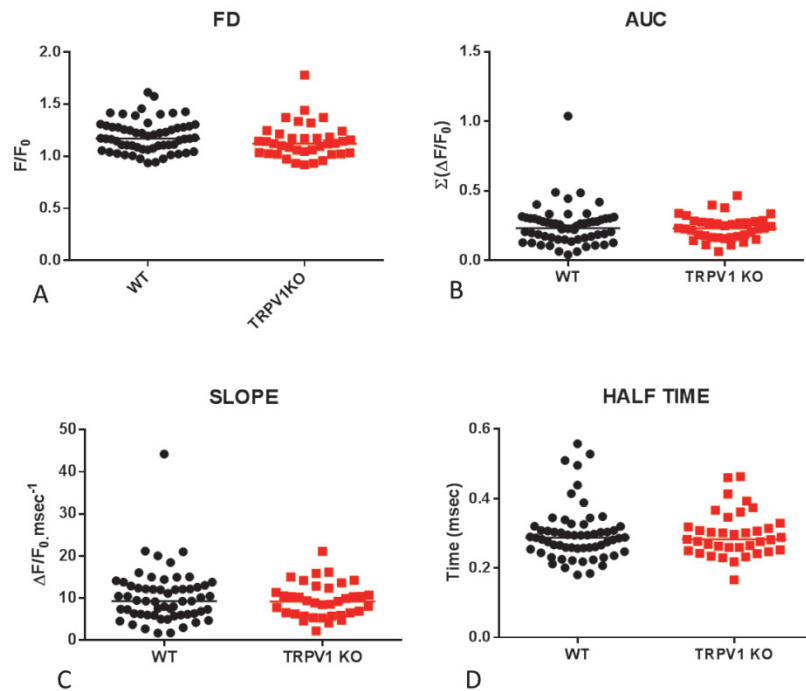 FD
2.0
1.5
1.0
0.5
0.0
F/F₀
WT
TRPV1KO
A
AUC
1.5
1.0
0.5
0.0
Σ(ΔF/F₀)
WT
TRPV1 KO
B
SLOPE
50
40
30
20
10
0
ΔF/F₀. msec⁻¹
WT
TRPV1 KO
C
HALF TIME
0.6
0.4
0.2
0.0
Time (msec)
WT
TRPV1 KO
D